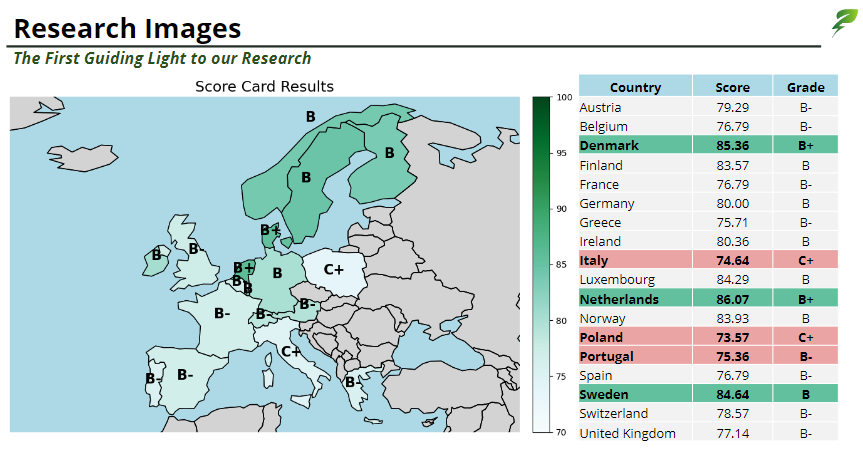 Research Images
The First Guiding Light to our Research
Score Card Results
B
B
B
B+
B
B-
B+
B
B
B
C+
B-
B-
B-
C+
B-
B-
B-
100
95
90
85
80
75
70
Country Score Grade
Austria 79.29 B-
Belgium 76.79 B-
Denmark 85.36 B+
Finland 83.57 B
France 76.79 B-
Germany 80.00 B
Greece 75.71 B-
Ireland 80.36 B
Italy 74.64 C+
Luxembourg 84.29 B
Netherlands 86.07 B+
Norway 83.93 B
Poland 73.57 C+
Portugal 75.36 B-
Spain 76.79 B-
Sweden 84.64 B
Switzerland 78.57 B-
United Kingdom 77.14 B-